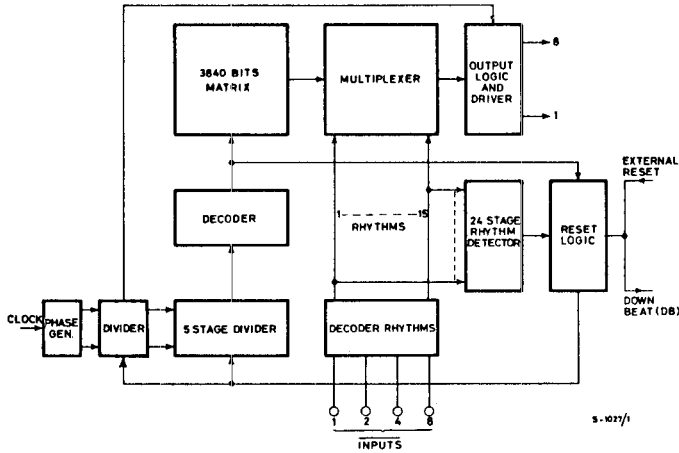 3840 BITS
MATRIX
MULTIPLEXER
OUTPUT
LOGIC
AND
DRIVER
8
1
EXTERNAL
RESET
DECODER
1
15
RHYTHMS
24 STAGE
RHYTHM
DETECTOR
RESET
LOGIC
CLOCK
PHASE
GEN.
DIVIDER
5 STAGE DIVIDER
DECODER RHYTHMS
DOWN
BEAT (DB)
1
2
4
8
INPUTS
S-1027/1